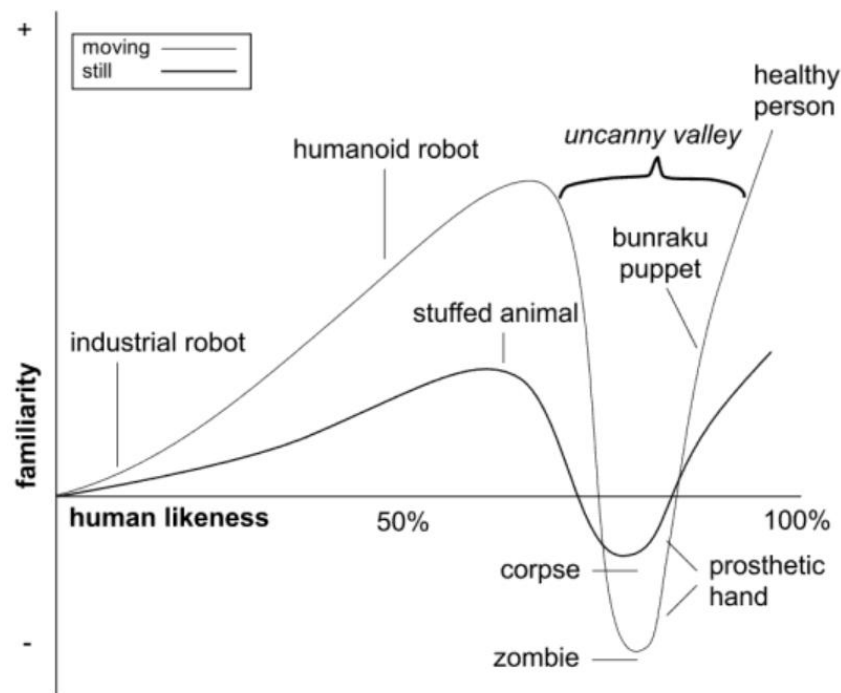 +
moving
still
healthy
person
uncanny valley
humanoid robot
bunraku
puppet
stuffed animal
industrial robot
familiarity
human likeness
50%
100%
corpse
prosthetic
hand
-
zombie